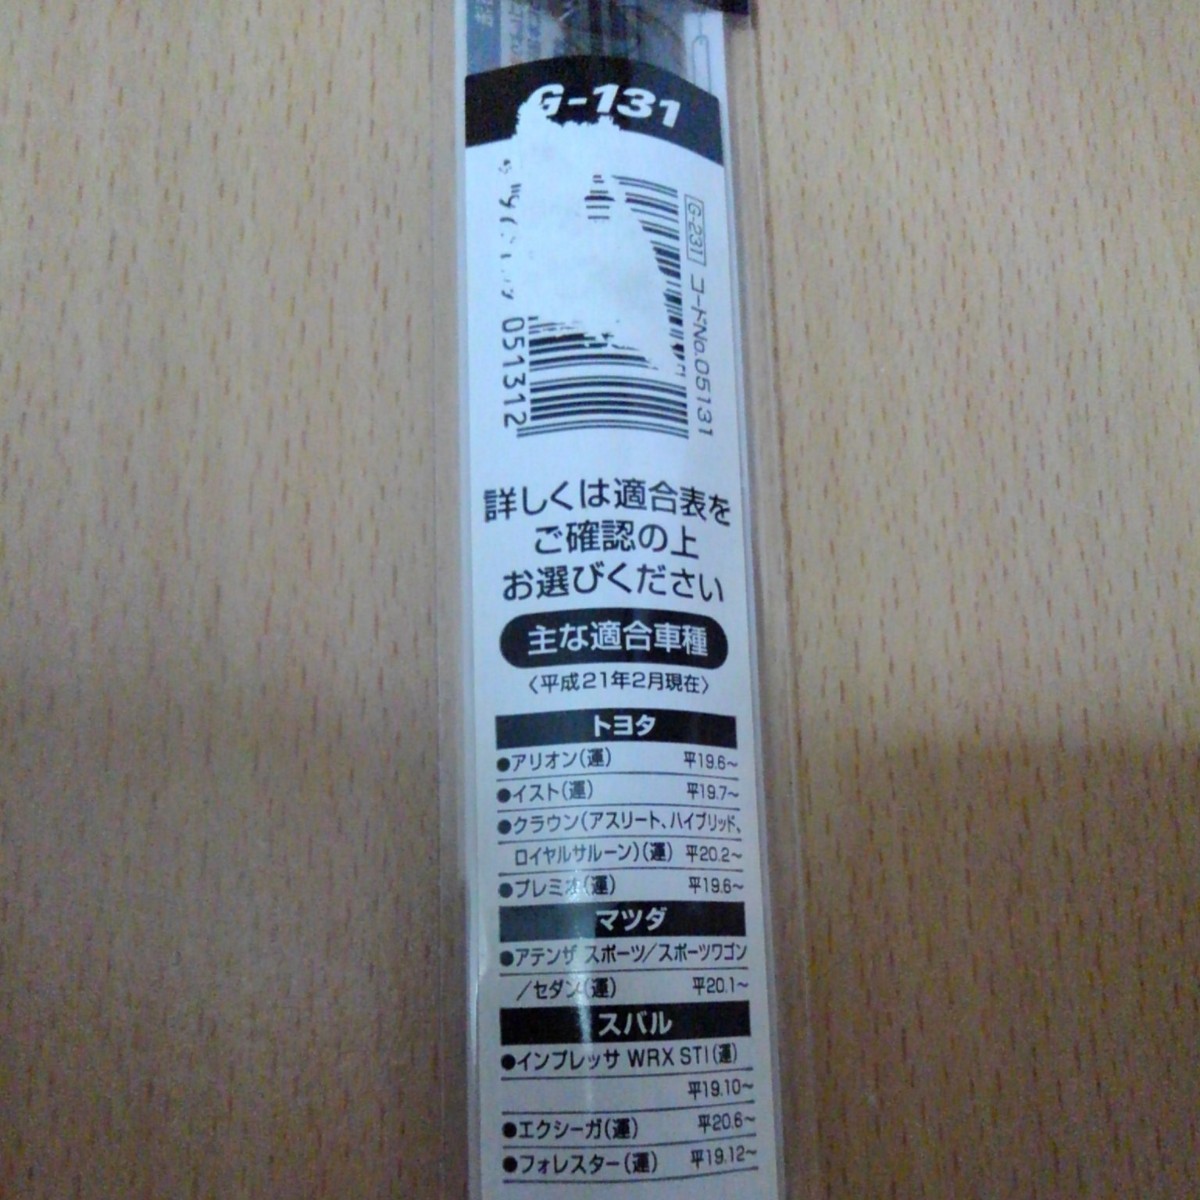 G-131
G-231 コードNo.05131
051312
詳しくは適合表を
ご確認の上
お選びください
主な適合車種
〈平成21年2月現在〉
トヨタ
●アリオン(運) 平19.6~
●イスト(運) 平19.7~
●クラウン(アスリート、ハイブリッド、
ロイヤルサルーン)(運) 平20.2~
●プレミオ(運) 平19.6~
マツダ
●アテンザ スポーツ/スポーツワゴン
/セダン(運) 平20.1~
スバル
●インプレッサ WRX STI(運)
平19.10~
●エクシーガ(運) 平20.6~
●フォレスター(運) 平19.12~